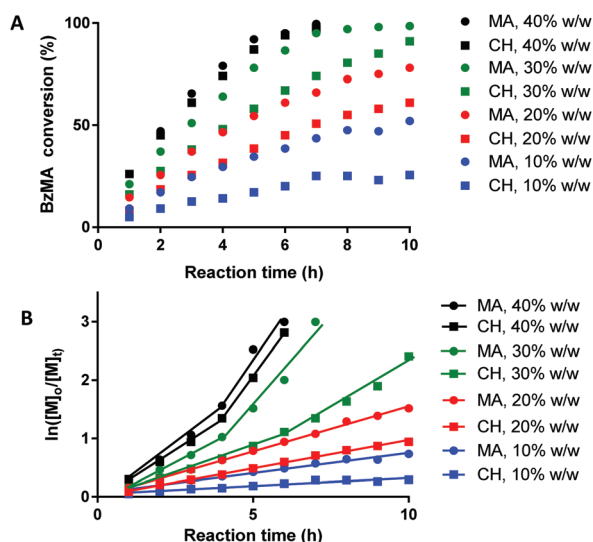 A
BzMA conversion (%)
100
50
0
0
2
4
6
8
10
Reaction time (h)
MA, 40% w/w
CH, 40% w/w
MA, 30% w/w
CH, 30% w/w
MA, 20% w/w
CH, 20% w/w
MA, 10% w/w
CH, 10% w/w
B
ln([M]o/[M]t)
3
2
1
0
0
5
10
Reaction time (h)
MA, 40% w/w
CH, 40% w/w
MA, 30% w/w
CH, 30% w/w
MA, 20% w/w
CH, 20% w/w
MA, 10% w/w
CH, 10% w/w